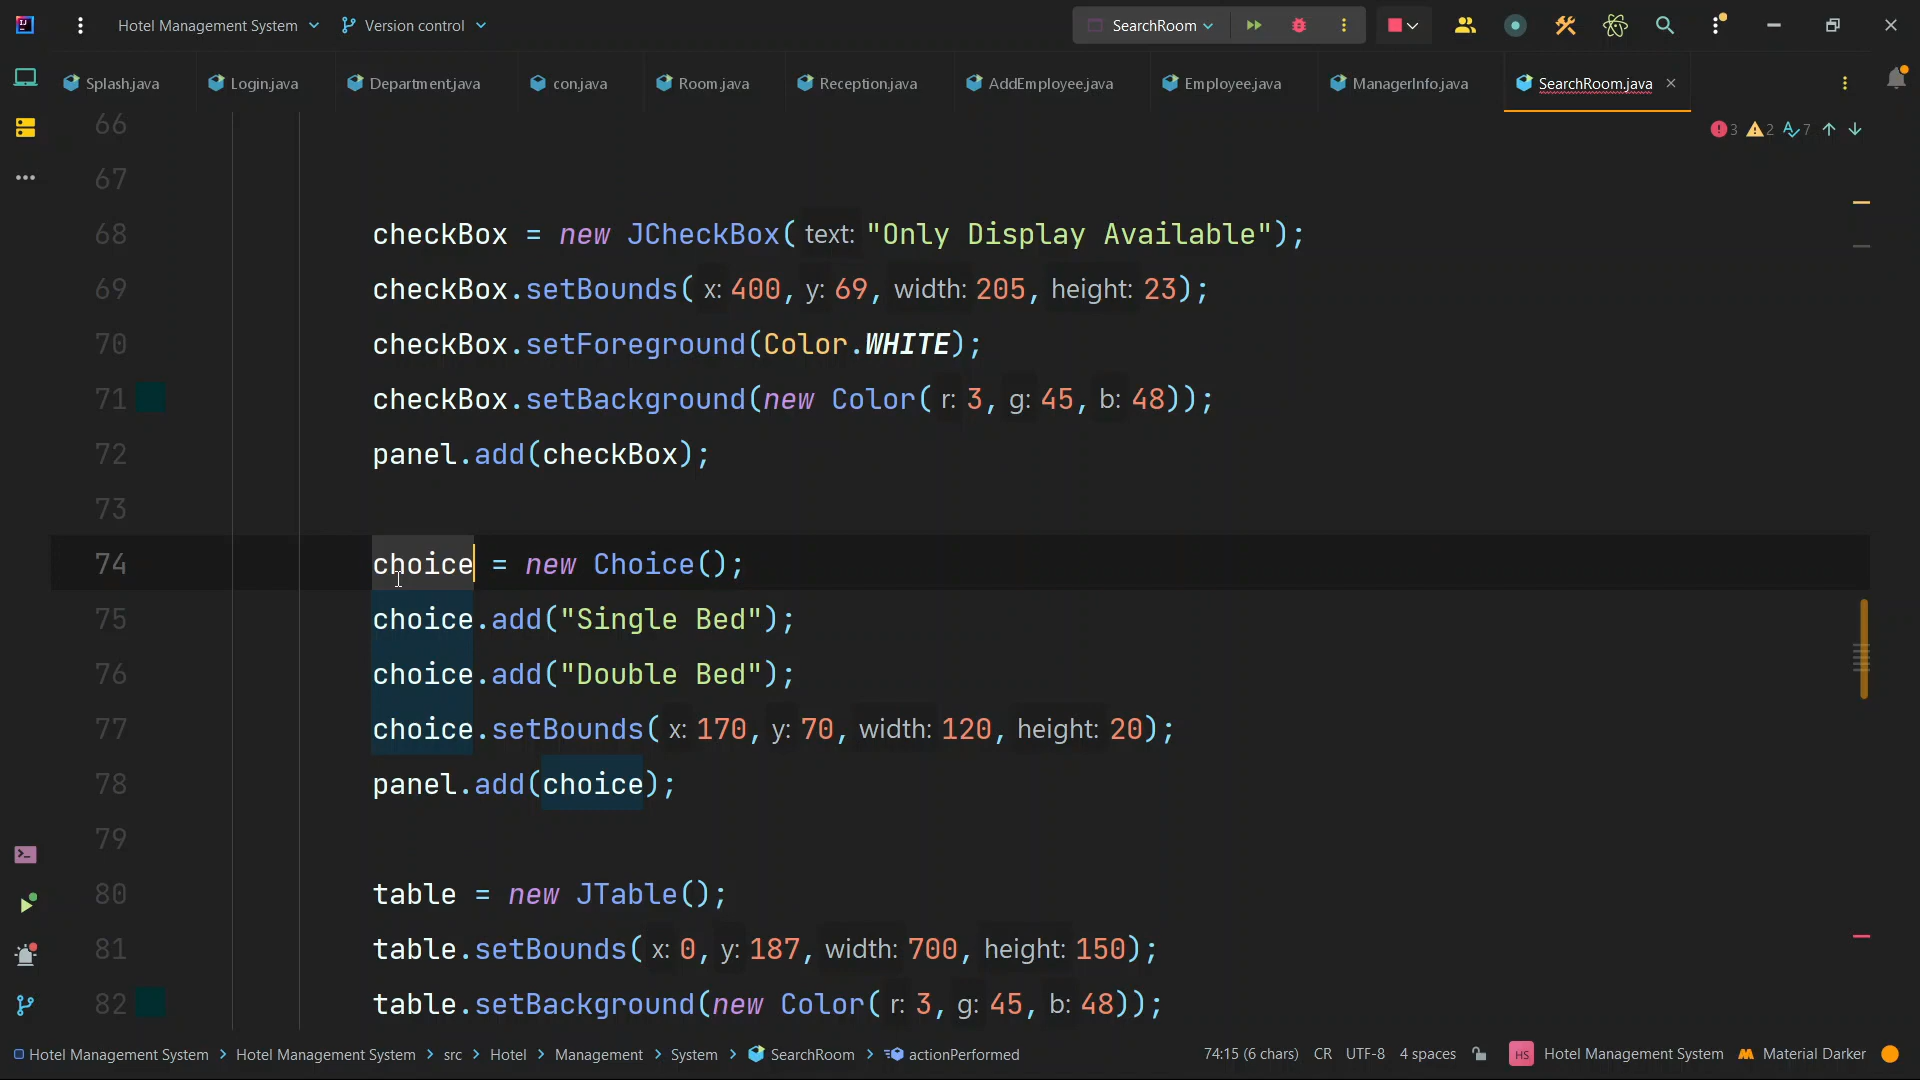 Hotel Management System Version control SearchRoom
Splash.java Login.java Department.java con.java Room.java Reception.java AddEmployee.java Employee.java ManagerInfo.java SearchRoom.java
3 2 7
66
67
68 checkBox = new JCheckBox( text: "Only Display Available");
69 checkBox.setBounds( x: 400, y: 69, width: 205, height: 23);
70 checkBox.setForeground(Color.WHITE);
71 checkBox.setBackground(new Color( r: 3, g: 45, b: 48));
72 panel.add(checkBox);
73
74 choice = new Choice();
75 choice.add("Single Bed");
76 choice.add("Double Bed");
77 choice.setBounds( x: 170, y: 70, width: 120, height: 20);
78 panel.add(choice);
79
80 table = new JTable();
81 table.setBounds( x: 0, y: 187, width: 700, height: 150);
82 table.setBackground(new Color( r: 3, g: 45, b: 48));
Hotel Management System > Hotel Management System > src > Hotel > Management > System > SearchRoom > actionPerformed 74:15 (6 chars) CR UTF-8 4 spaces HS Hotel Management System Material Darker